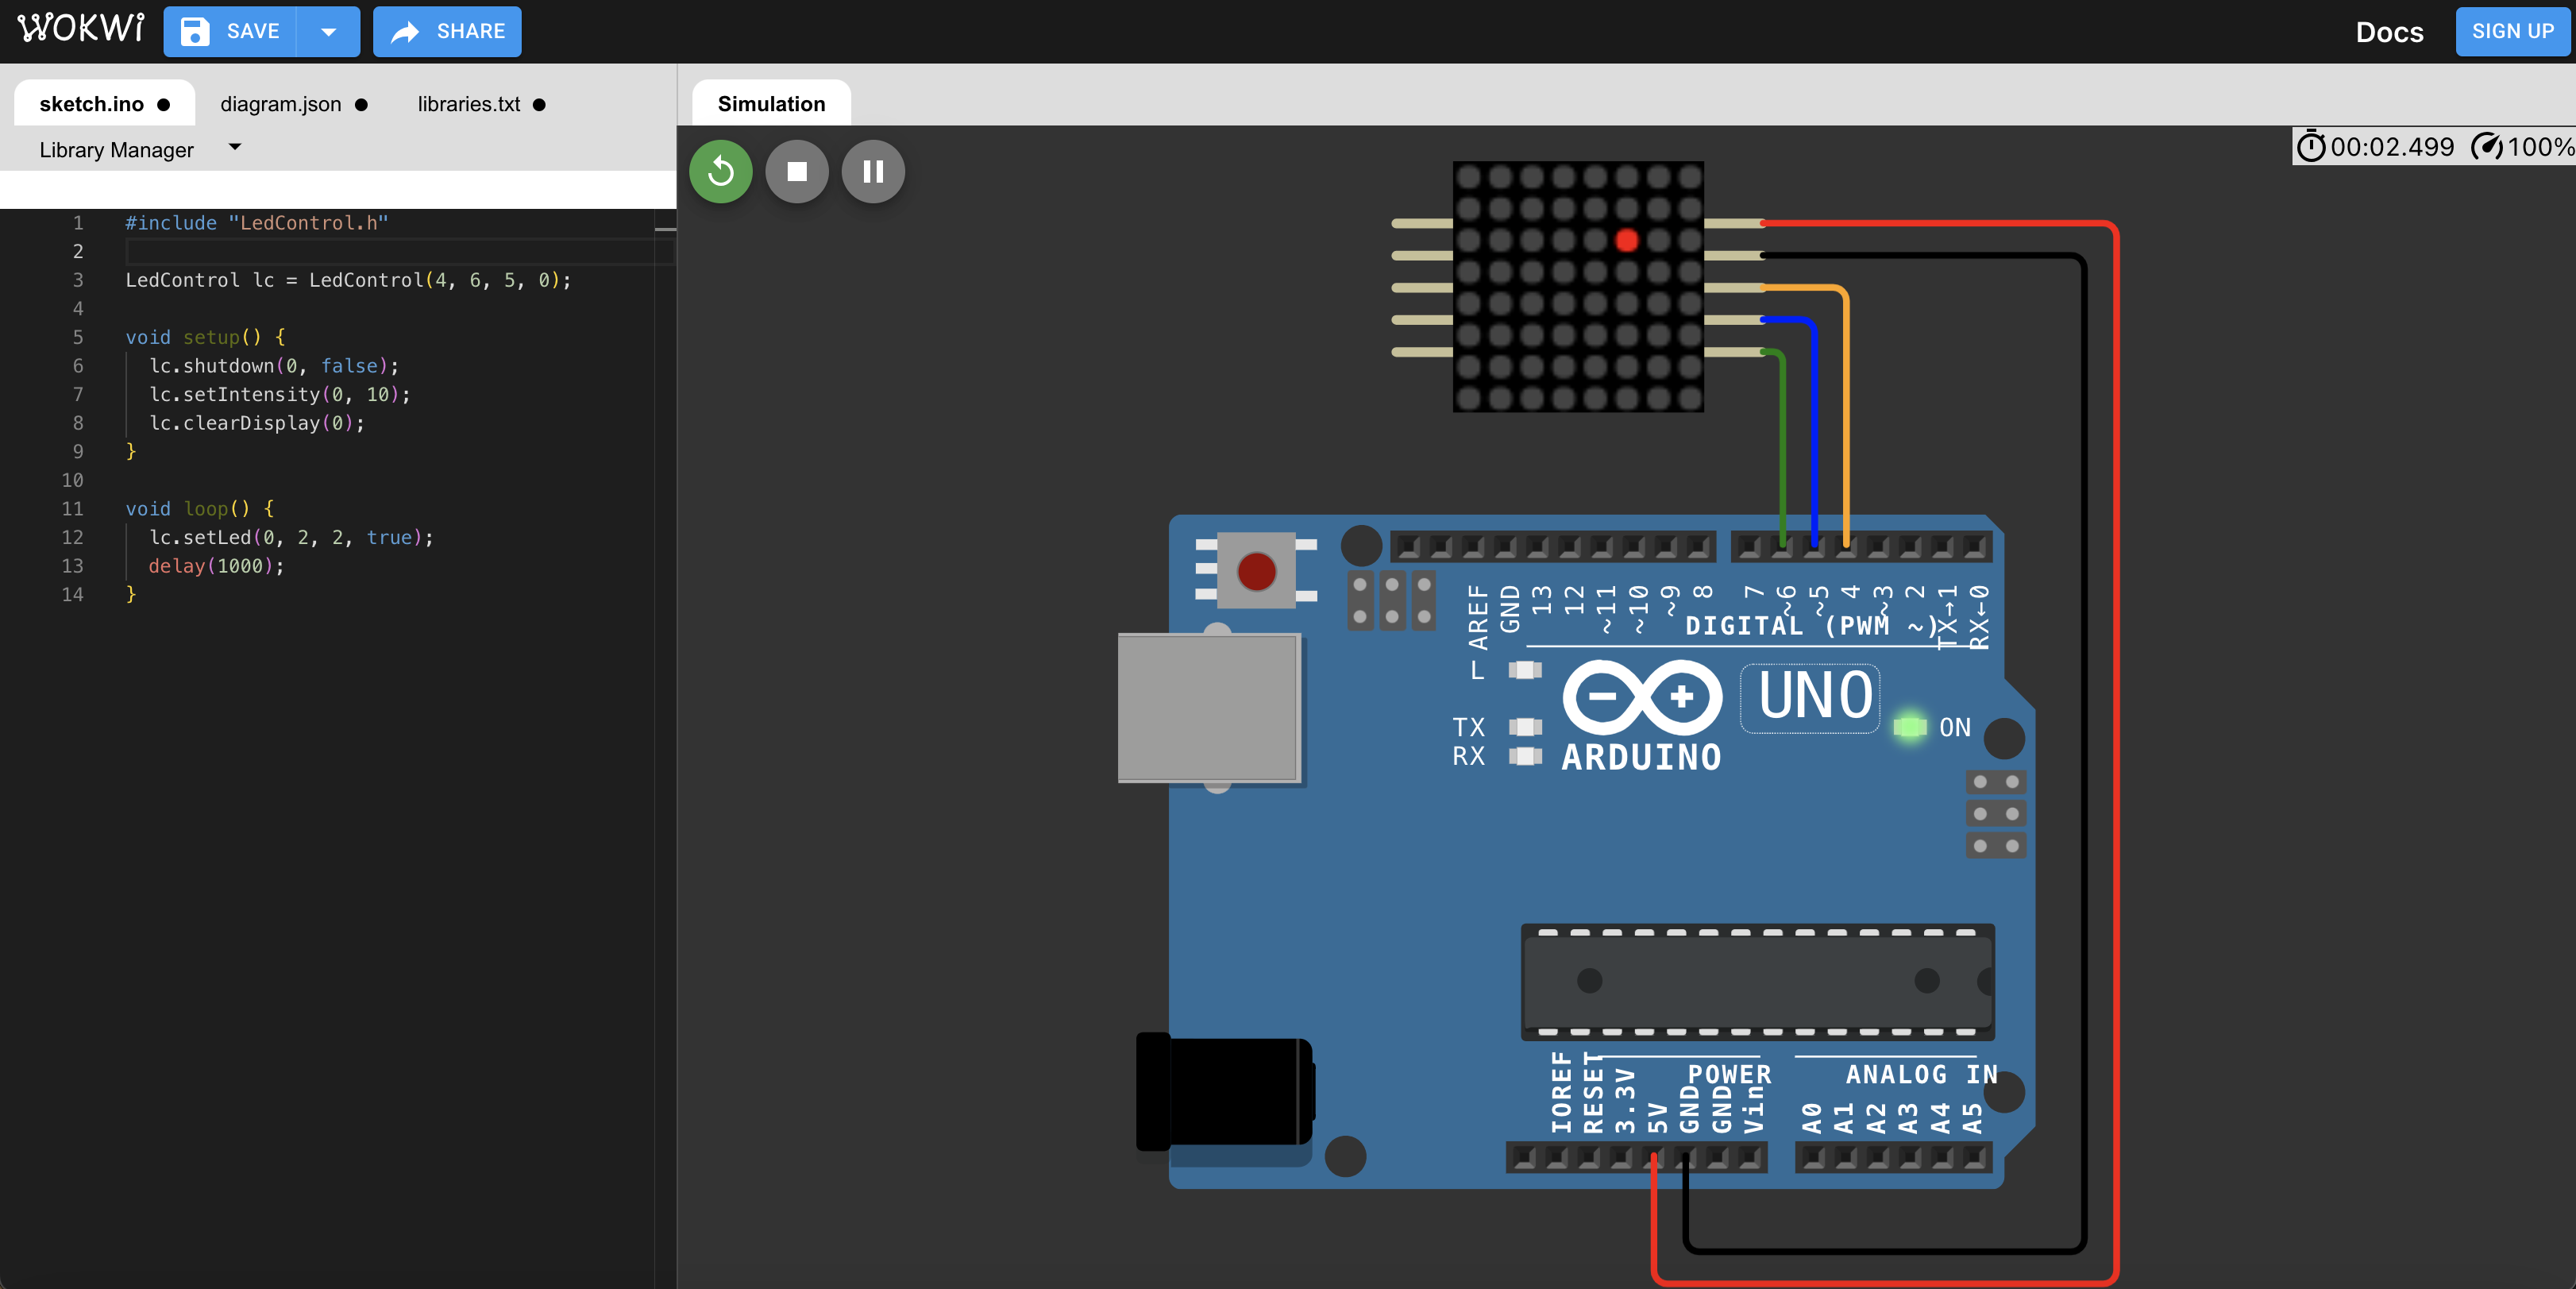 WOKWi SAVE SHARE Docs SIGN UP
sketch.ino diagram.json libraries.txt Simulation
Library Manager
00:02.499 100%
1 #include "LedControl.h"
2
3 LedControl lc = LedControl(4, 6, 5, 0);
4
5 void setup() {
6 lc.shutdown(0, false);
7 lc.setIntensity(0, 10);
8 lc.clearDisplay(0);
9 }
10
11 void loop() {
12 lc.setLed(0, 2, 2, true);
13 delay(1000);
14 }
AREF GND 13 12 ~11 ~10 ~9 8 7 ~6 ~5 4 ~3 2 TX→1 RX←0
DIGITAL (PWM ~)
L
TX
RX
ARDUINO
UNO
ON
IOREF RESET 3.3V 5V GND GND Vin
POWER
ANALOG IN
A0 A1 A2 A3 A4 A5